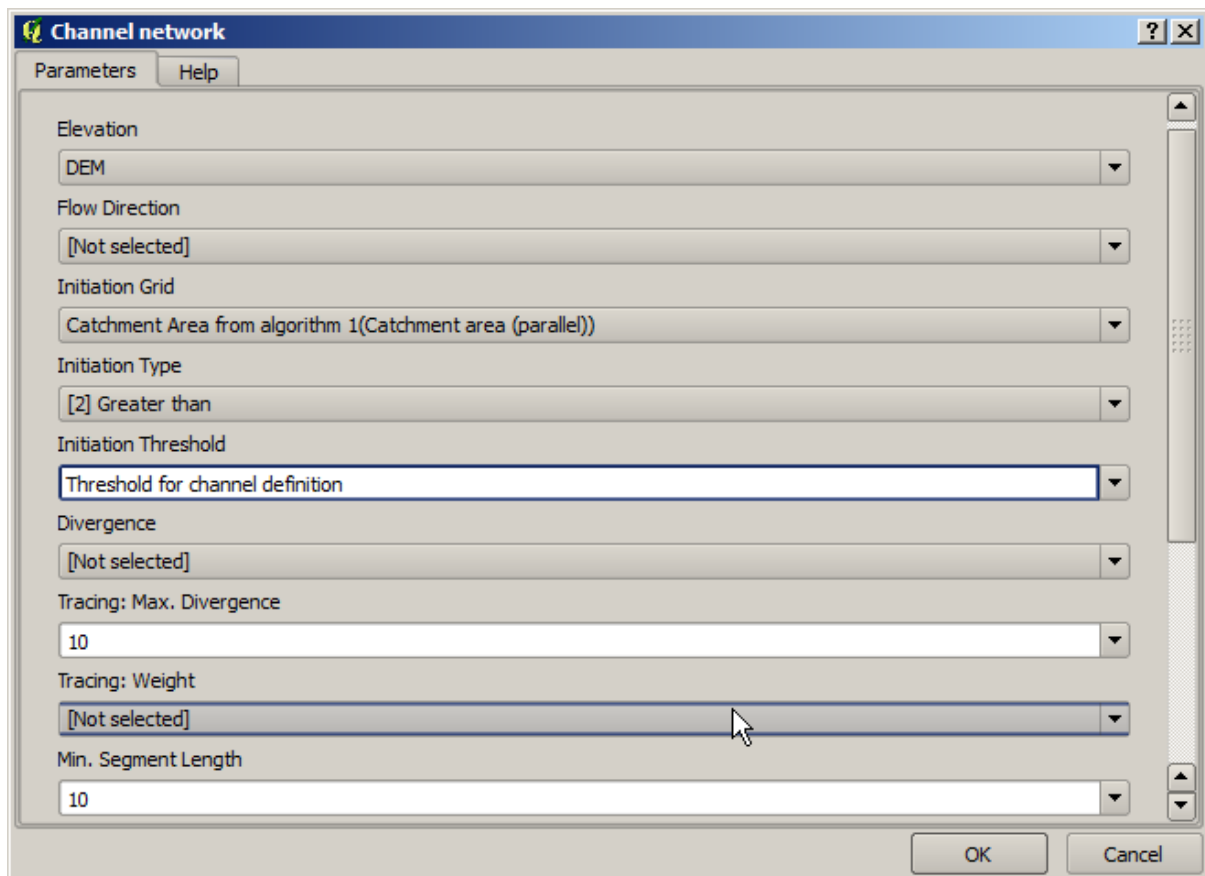 Channel network
Parameters Help
Elevation
DEM
Flow Direction
[Not selected]
Initiation Grid
Catchment Area from algorithm 1(Catchment area (parallel))
Initiation Type
[2] Greater than
Initiation Threshold
Threshold for channel definition
Divergence
[Not selected]
Tracing: Max. Divergence
10
Tracing: Weight
[Not selected]
Min. Segment Length
10
OK Cancel